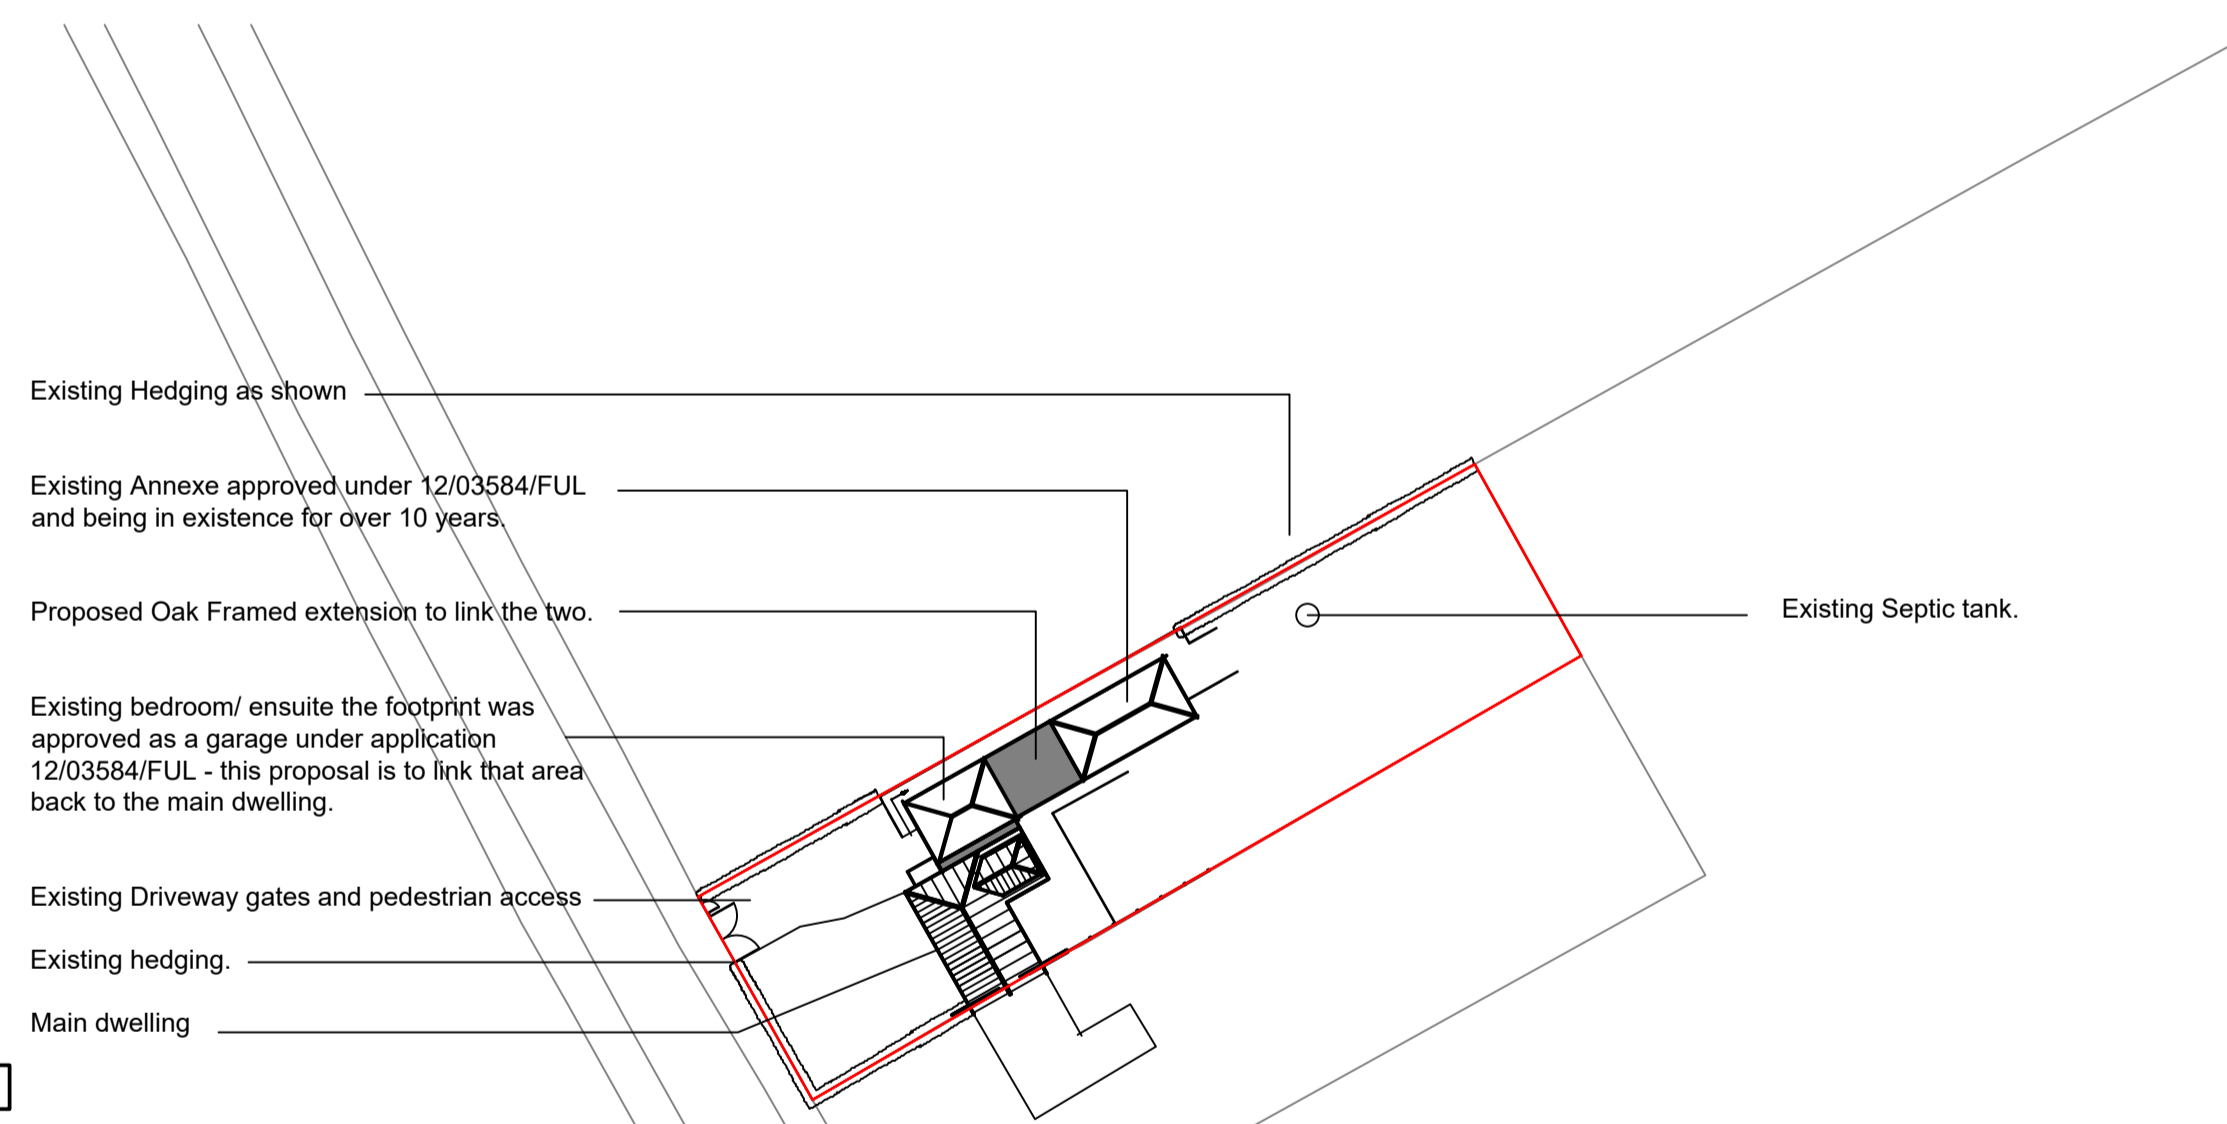 Existing Hedging as shown
Existing Annexe approved under 12/03584/FUL
and being in existence for over 10 years.
Proposed Oak Framed extension to link the two.
Existing Septic tank.
Existing bedroom/ ensuite the footprint was
approved as a garage under application
12/03584/FUL - this proposal is to link that area
back to the main dwelling.
Existing Driveway gates and pedestrian access
Existing hedging.
Main dwelling